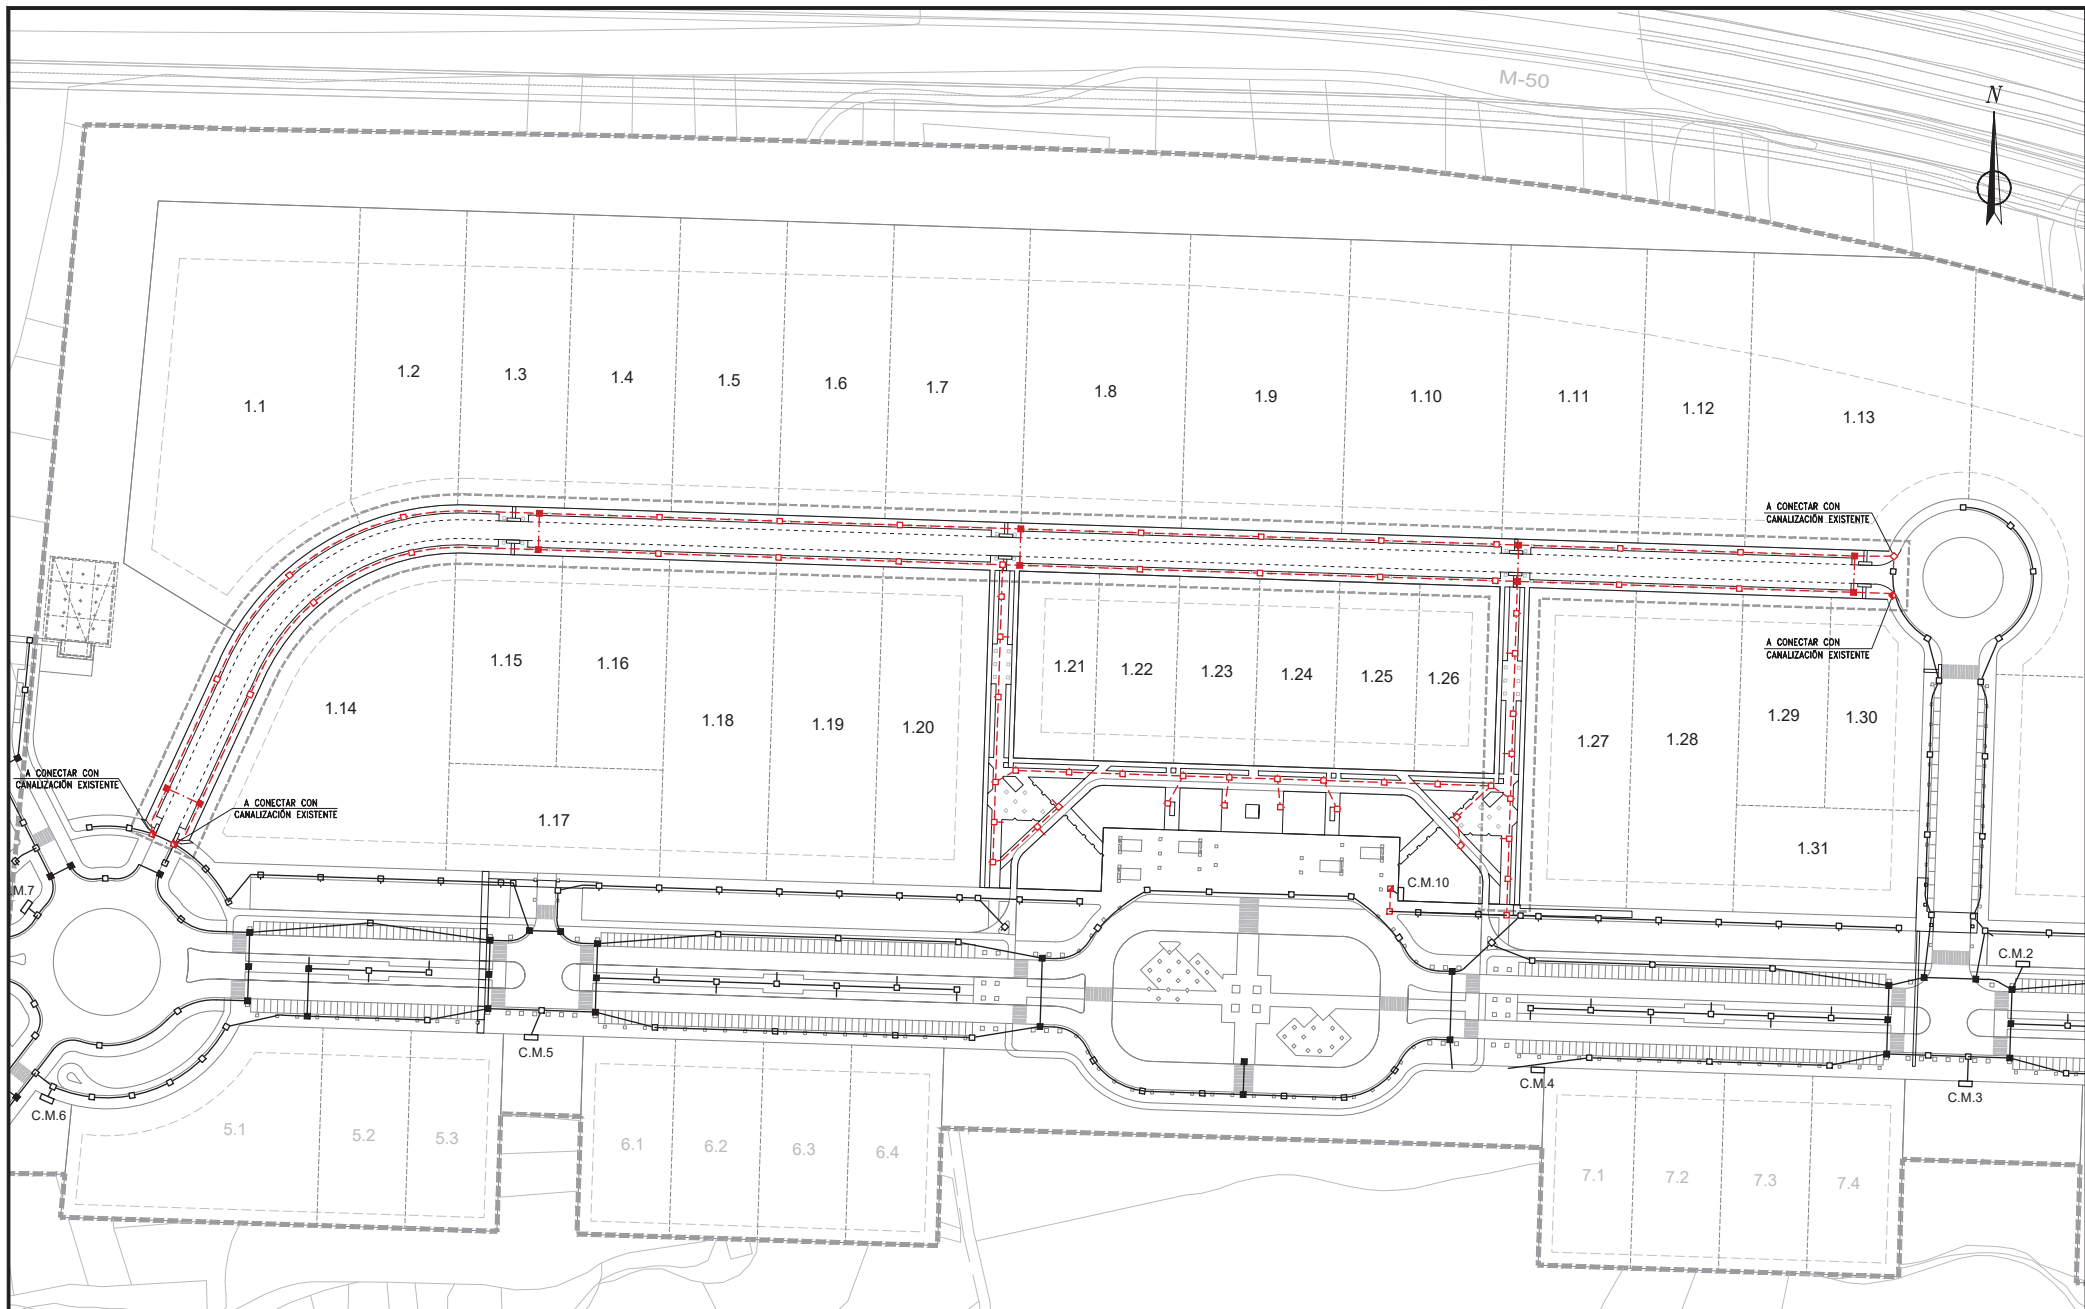 M-50
N
1.1
1.2
1.3
1.4
1.5
1.6
1.7
1.8
1.9
1.10
1.11
1.12
1.13
A CONECTAR CON
CANALIZACIÓN EXISTENTE
A CONECTAR CON
CANALIZACIÓN EXISTENTE
1.14
1.15
1.16
1.18
1.19
1.20
1.21
1.22
1.23
1.24
1.25
1.26
1.27
1.28
1.29
1.30
A CONECTAR CON
CANALIZACIÓN EXISTENTE
A CONECTAR CON
CANALIZACIÓN EXISTENTE
1.17
1.31
.M.7
C.M.10
C.M.2
C.M.5
C.M.4
C.M.3
C.M.6
5.1
5.2
5.3
6.1
6.2
6.3
6.4
7.1
7.2
7.3
7.4